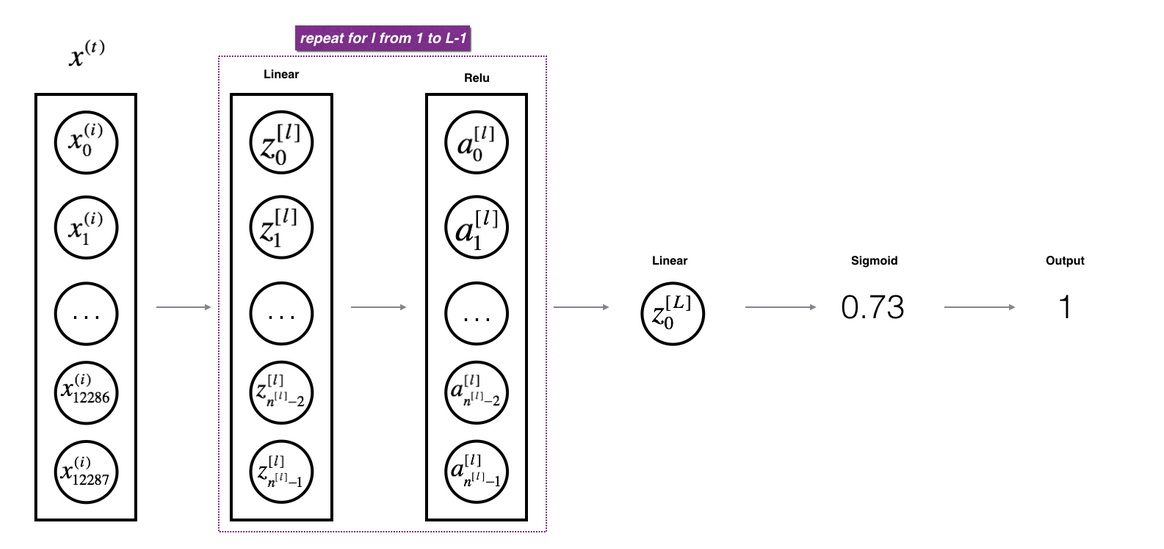 repeat for l from 1 to L-1
x^{(t)}
Linear
Relu
x_0^{(i)}
x_1^{(i)}
...
x_{12286}^{(i)}
x_{12287}^{(i)}
z_0^{[l]}
z_1^{[l]}
...
z_{n^{[l]}-2}^{[l]}
z_{n^{[l]}-1}^{[l]}
a_0^{[l]}
a_1^{[l]}
...
a_{n^{[l]}-2}^{[l]}
a_{n^{[l]}-1}^{[l]}
Linear
z_0^{[L]}
Sigmoid
0.73
Output
1